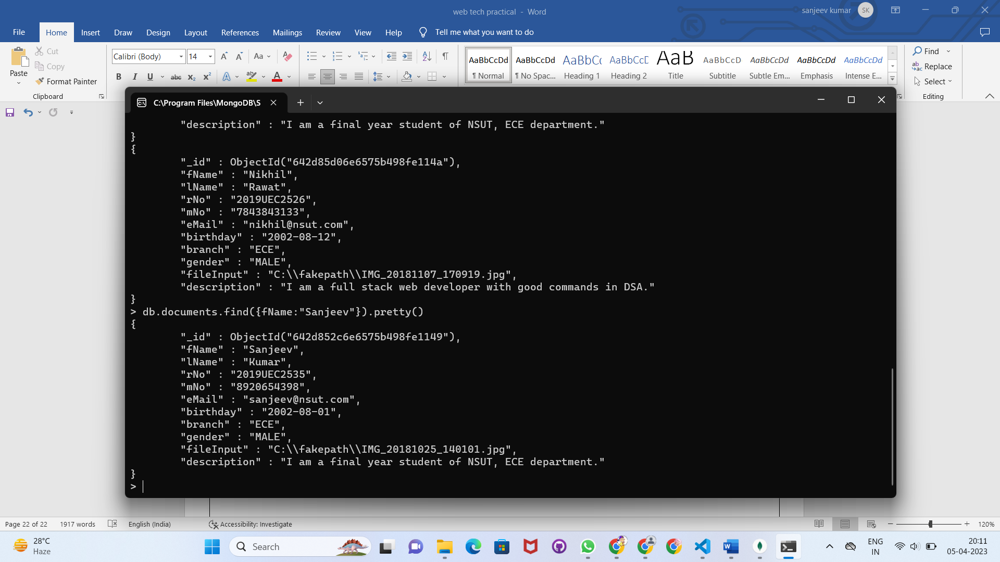 web tech practical - Word
sanjeev kumar SK
File Home Insert Draw Design Layout References Mailings Review View Help Tell me what you want to do
Paste
Cut
Copy
Format Painter
Clipboard
Calibri (Body) 14
B I U abc x₂ x² A ab A
Aa
AaBbCcDd AaBbCcDd AaBbC AaBbCcD AaB AaBbCcD AaBbCcDd AaBbCcDd AaBbCcDd
¶ Normal ¶ No Spac... Heading 1 Heading 2 Title Subtitle Subtle Em... Emphasis Intense E...
Find
Replace
Select
Editing
C:\Program Files\MongoDB\S
"description" : "I am a final year student of NSUT, ECE department."
}
{
"_id" : ObjectId("642d85d06e6575b498fe114a"),
"fName" : "Nikhil",
"lName" : "Rawat",
"rNo" : "2019UEC2526",
"mNo" : "7843843133",
"eMail" : "nikhil@nsut.com",
"birthday" : "2002-08-12",
"branch" : "ECE",
"gender" : "MALE",
"fileInput" : "C:\\fakepath\\IMG_20181107_170919.jpg",
"description" : "I am a full stack web developer with good commands in DSA."
}
> db.documents.find({fName:"Sanjeev"}).pretty()
{
"_id" : ObjectId("642d852c6e6575b498fe1149"),
"fName" : "Sanjeev",
"lName" : "Kumar",
"rNo" : "2019UEC2535",
"mNo" : "8920654398",
"eMail" : "sanjeev@nsut.com",
"birthday" : "2002-08-01",
"branch" : "ECE",
"gender" : "MALE",
"fileInput" : "C:\\fakepath\\IMG_20181025_140101.jpg",
"description" : "I am a final year student of NSUT, ECE department."
}
>
Page 22 of 22 1917 words English (India) Accessibility: Investigate 120%
28°C
Haze
Search
ENG
IN
20:11
05-04-2023